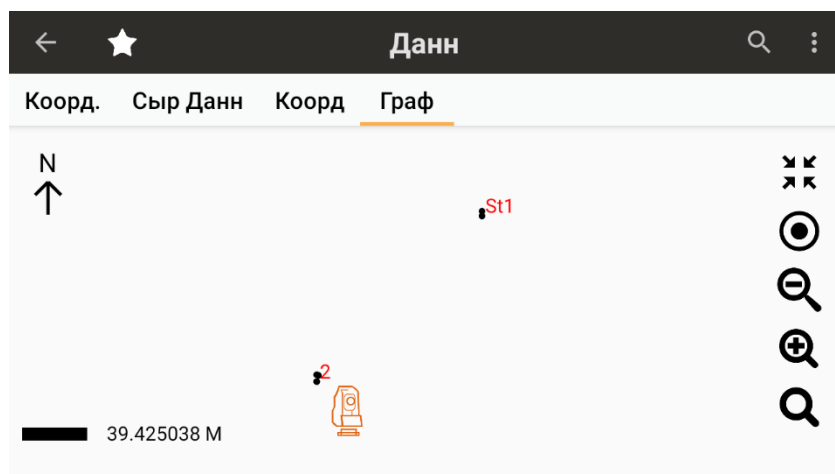 Данн
Коорд. Сыр Данн Коорд Граф
N
St1
2
39.425038 М